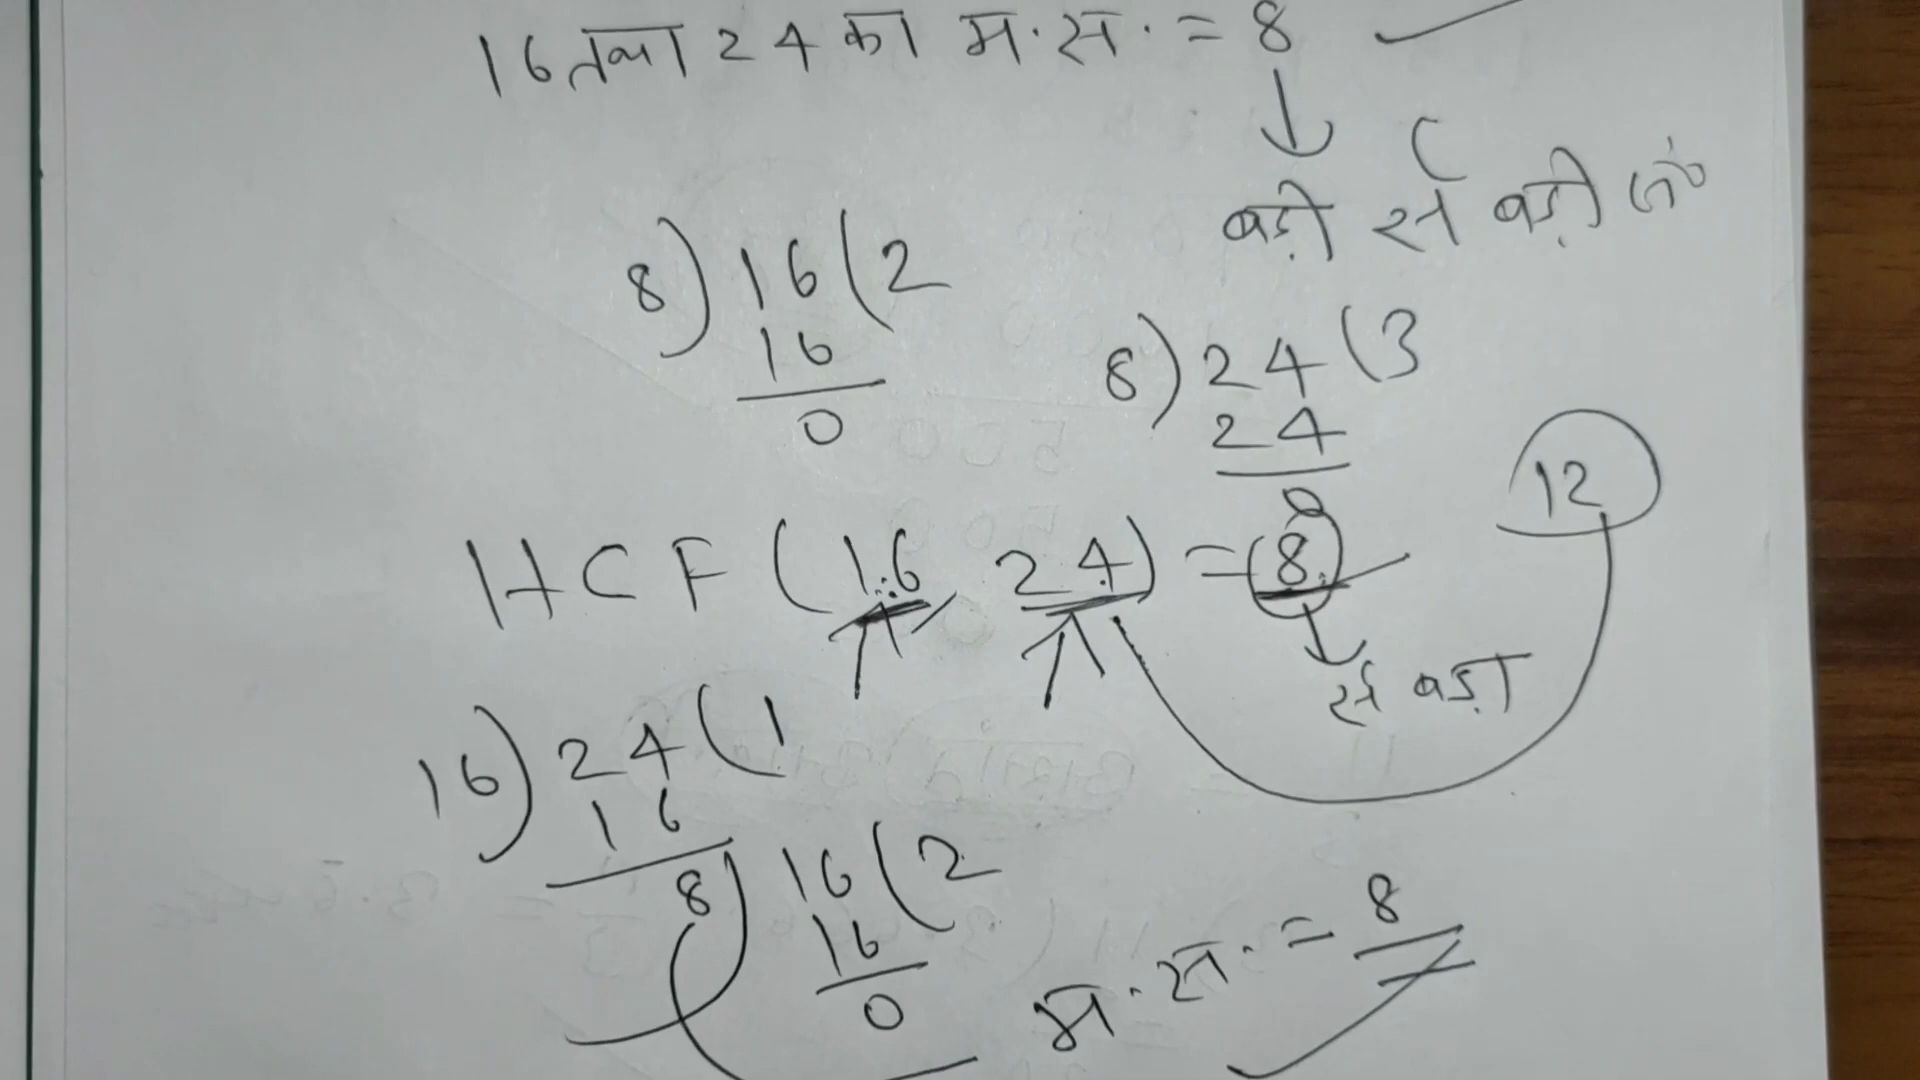 16 तथा 24 का म.स. = 8
बड़ी से बड़ी सं०
8) 16 (2
16
0
8) 24 (3
24
0
12
HCF (16, 24) = 8
से बड़ा
16) 24 (1
16
8) 16 (2
16
0
म.स. = 8